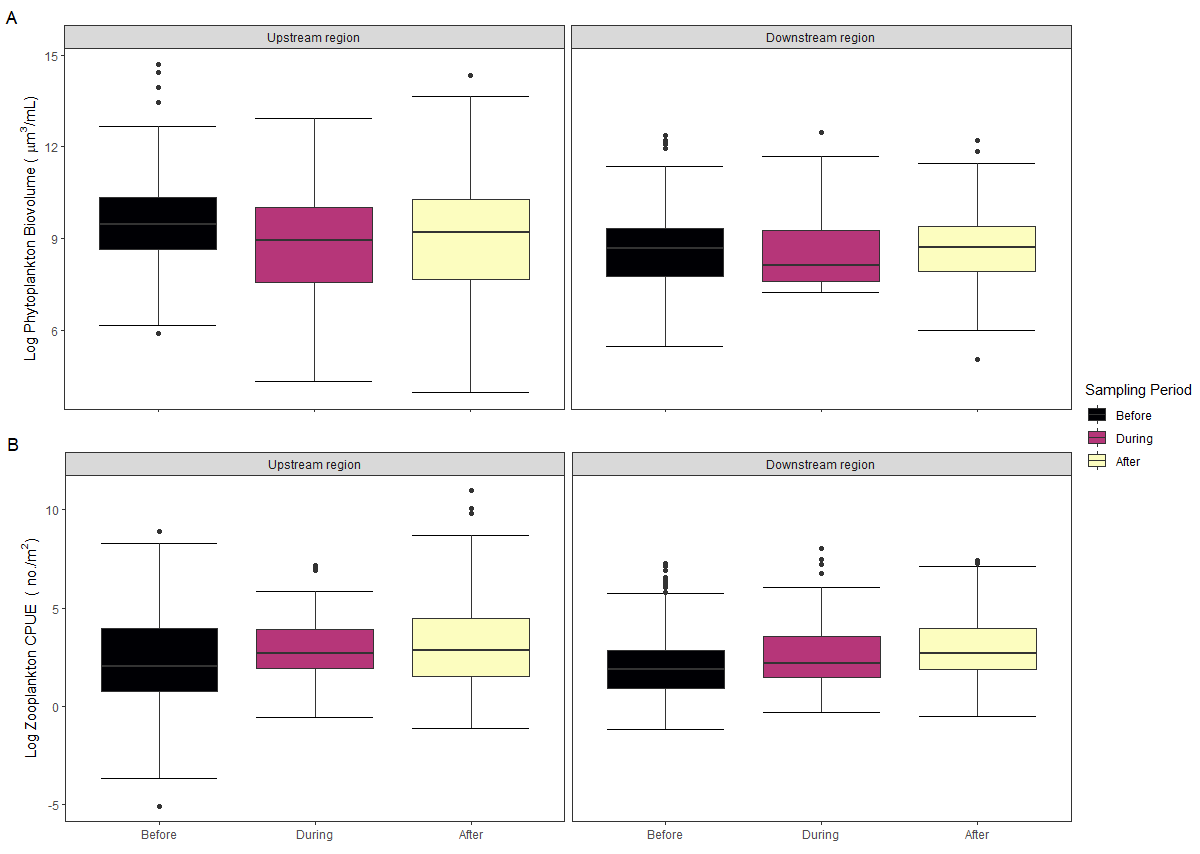 A
Upstream region
Downstream region
15
12
9
6
Log Phytoplankton Biovolume ( μm³/mL)
Sampling Period
Before
During
After
B
Upstream region
Downstream region
10
5
0
-5
Log Zooplankton CPUE ( no./m²)
Before During After
Before During After